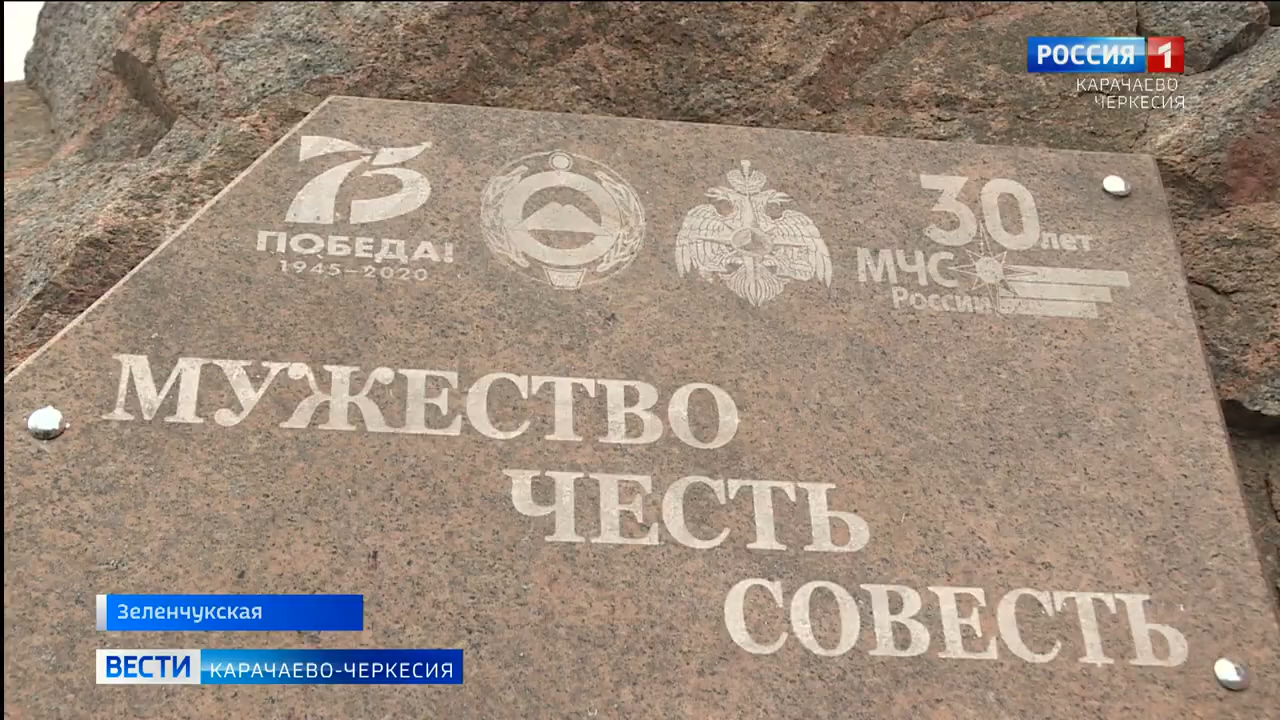 РОССИЯ 1
КАРАЧАЕВО
ЧЕРКЕСИЯ
75
ПОБЕДА!
1945–2020
30 лет
МЧС
России
МУЖЕСТВО
ЧЕСТЬ
СОВЕСТЬ
Зеленчукская
ВЕСТИ КАРАЧАЕВО-ЧЕРКЕСИЯ